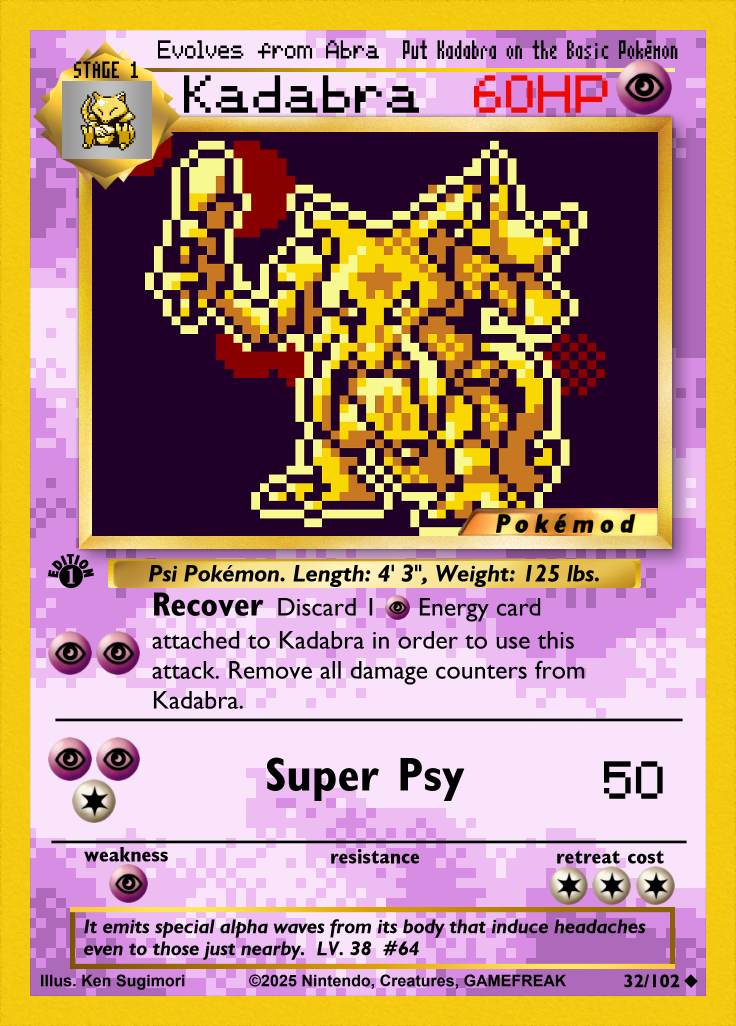 Evolves from Abra Put Kadabra on the Basic Pokémon
STAGE 1
Kadabra 60HP
Pokémod
EDITION 1
Psi Pokémon. Length: 4' 3", Weight: 125 lbs.
Recover Discard 1 Energy card
attached to Kadabra in order to use this
attack. Remove all damage counters from
Kadabra.
Super Psy 50
weakness resistance retreat cost
It emits special alpha waves from its body that induce headaches
even to those just nearby. LV. 38 #64
Illus. Ken Sugimori ©2025 Nintendo, Creatures, GAMEFREAK 32/102 ◆